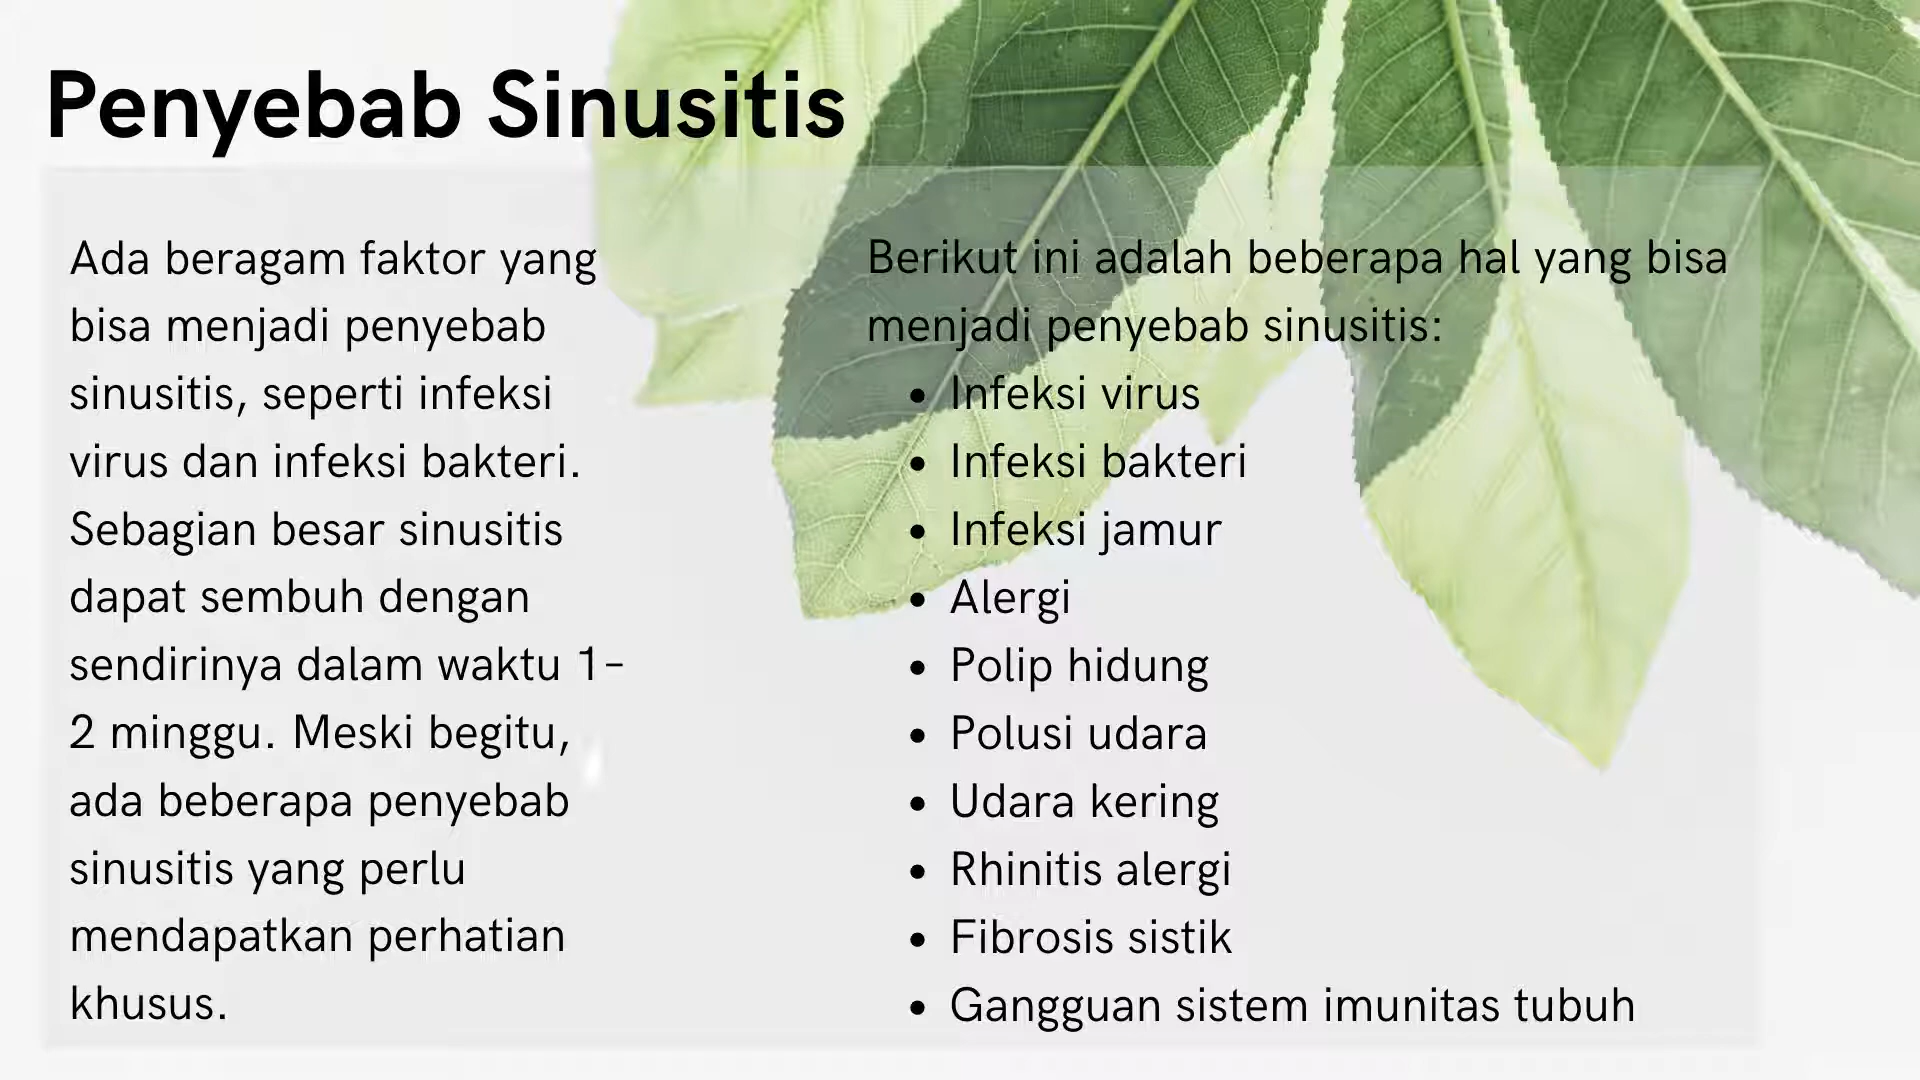 Penyebab Sinusitis
Ada beragam faktor yang
bisa menjadi penyebab
sinusitis, seperti infeksi
virus dan infeksi bakteri.
Sebagian besar sinusitis
dapat sembuh dengan
sendirinya dalam waktu 1–
2 minggu. Meski begitu,
ada beberapa penyebab
sinusitis yang perlu
mendapatkan perhatian
khusus.
Berikut ini adalah beberapa hal yang bisa
menjadi penyebab sinusitis:
• Infeksi virus
• Infeksi bakteri
• Infeksi jamur
• Alergi
• Polip hidung
• Polusi udara
• Udara kering
• Rhinitis alergi
• Fibrosis sistik
• Gangguan sistem imunitas tubuh